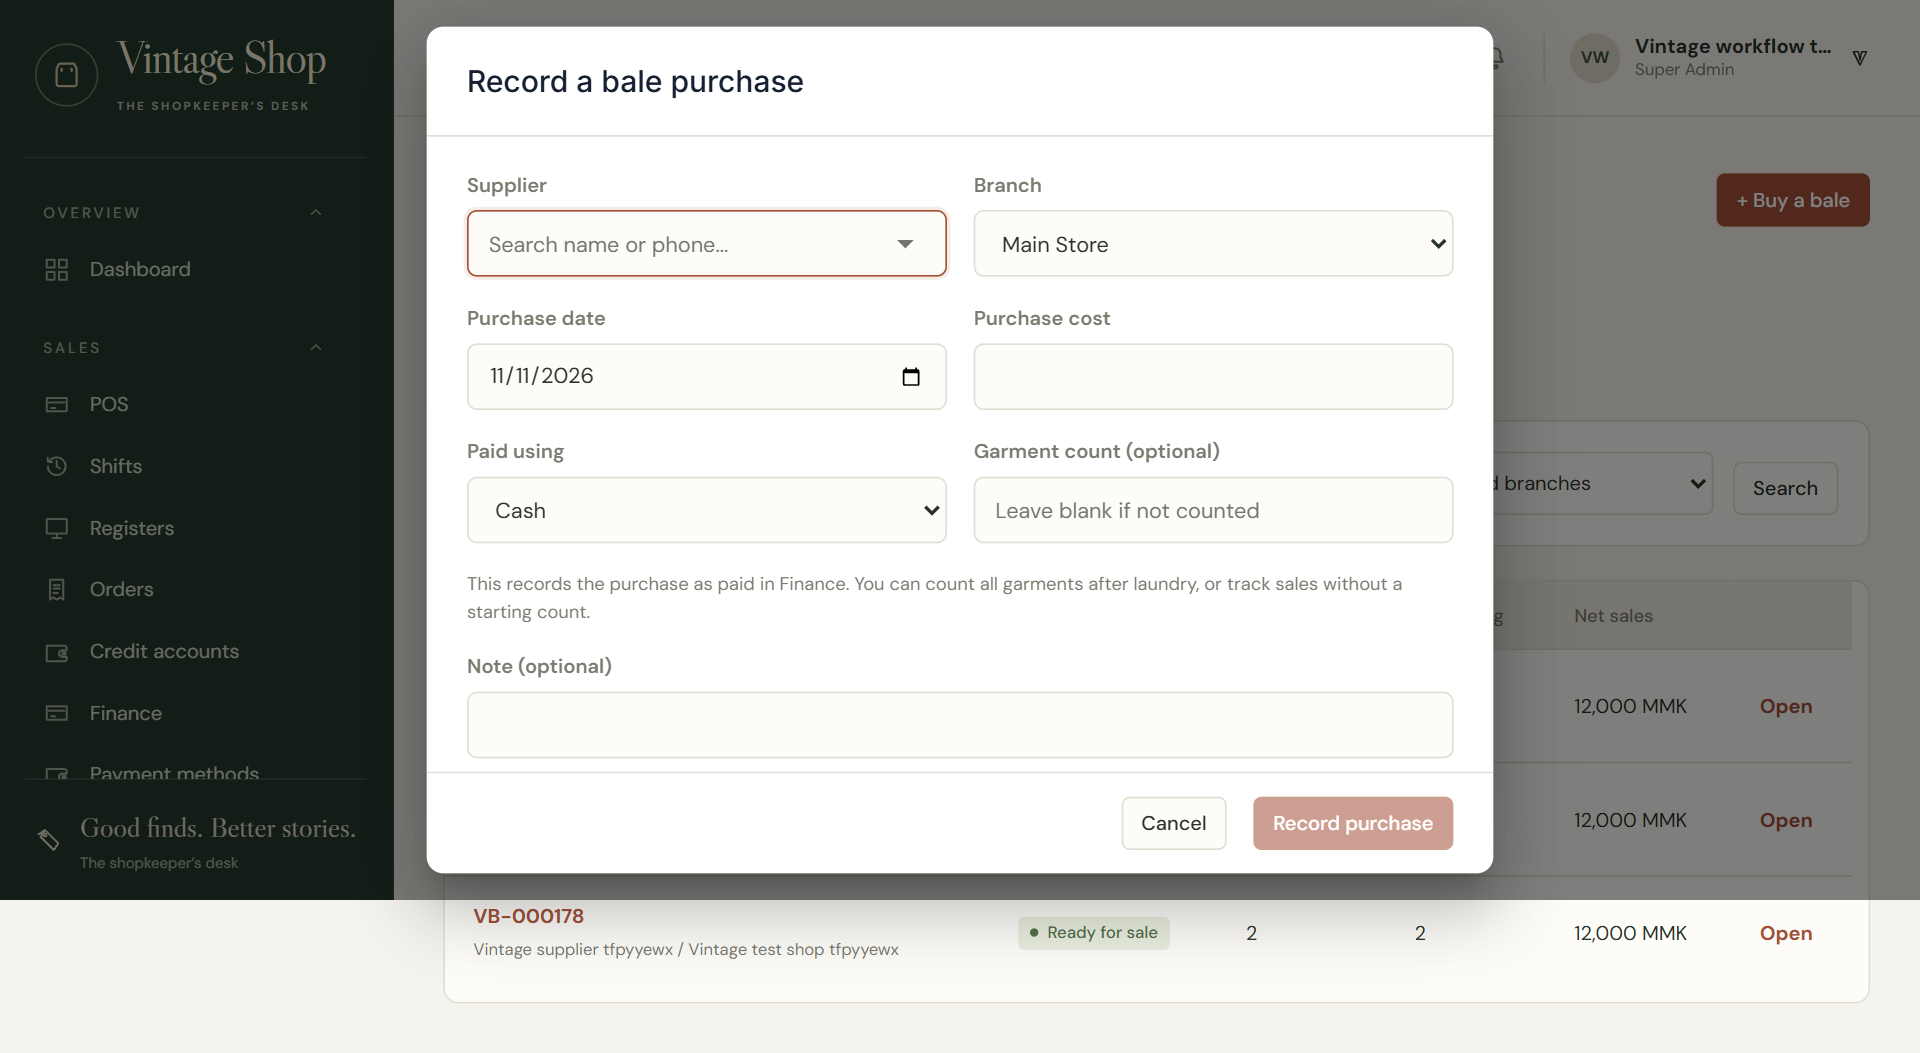 Vintage Shop
THE SHOPKEEPER'S DESK
OVERVIEW
Dashboard
SALES
POS
Shifts
Registers
Orders
Credit accounts
Finance
Payment methods
Good finds. Better stories.
The shopkeeper's desk
VW
Vintage workflow t...
Super Admin
+ Buy a bale
branches
Search
Net sales
12,000 MMK
Open
12,000 MMK
Open
Record a bale purchase
Supplier
Search name or phone...
Branch
Main Store
Purchase date
11/11/2026
Purchase cost
Paid using
Cash
Garment count (optional)
Leave blank if not counted
This records the purchase as paid in Finance. You can count all garments after laundry, or track sales without a
starting count.
Note (optional)
Cancel
Record purchase
VB-000178
Vintage supplier tfpyyewx / Vintage test shop tfpyyewx
Ready for sale
2
2
12,000 MMK
Open